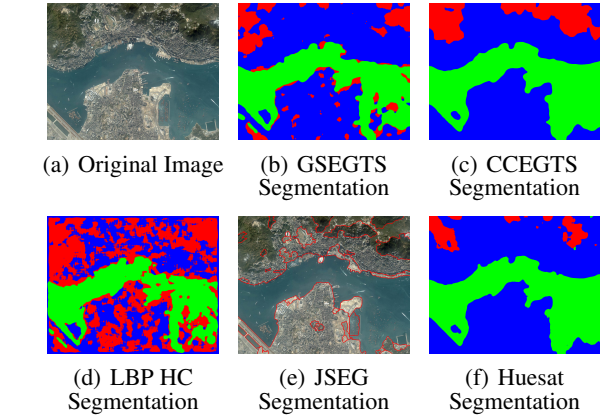 (a) Original Image
(b) GSEGTS
Segmentation
(c) CCEGTS
Segmentation
(d) LBP HC
Segmentation
(e) JSEG
Segmentation
(f) Huesat
Segmentation